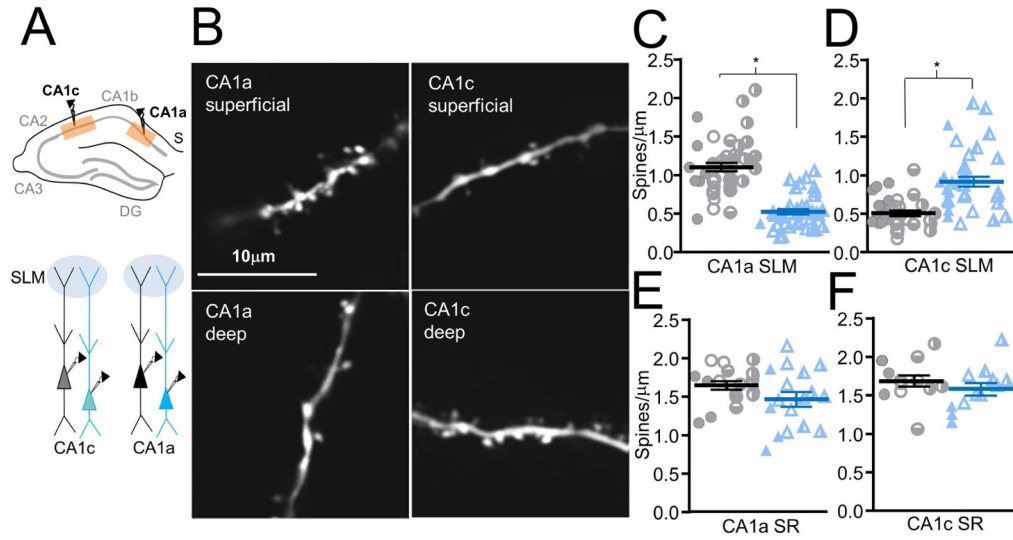 A
B
C
D
CA1c
CA1b
CA1a
CA2
S
CA3
DG
SLM
CA1c
CA1a
CA1a
superficial
CA1c
superficial
10μm
CA1a
deep
CA1c
deep
Spines/μm
2.5
2.0
1.5
1.0
0.5
0.0
*
CA1a SLM
2.5
2.0
1.5
1.0
0.5
0.0
*
CA1c SLM
E
F
Spines/μm
2.5
2.0
1.5
1.0
0.5
0.0
CA1a SR
2.5
2.0
1.5
1.0
0.5
0.0
CA1c SR